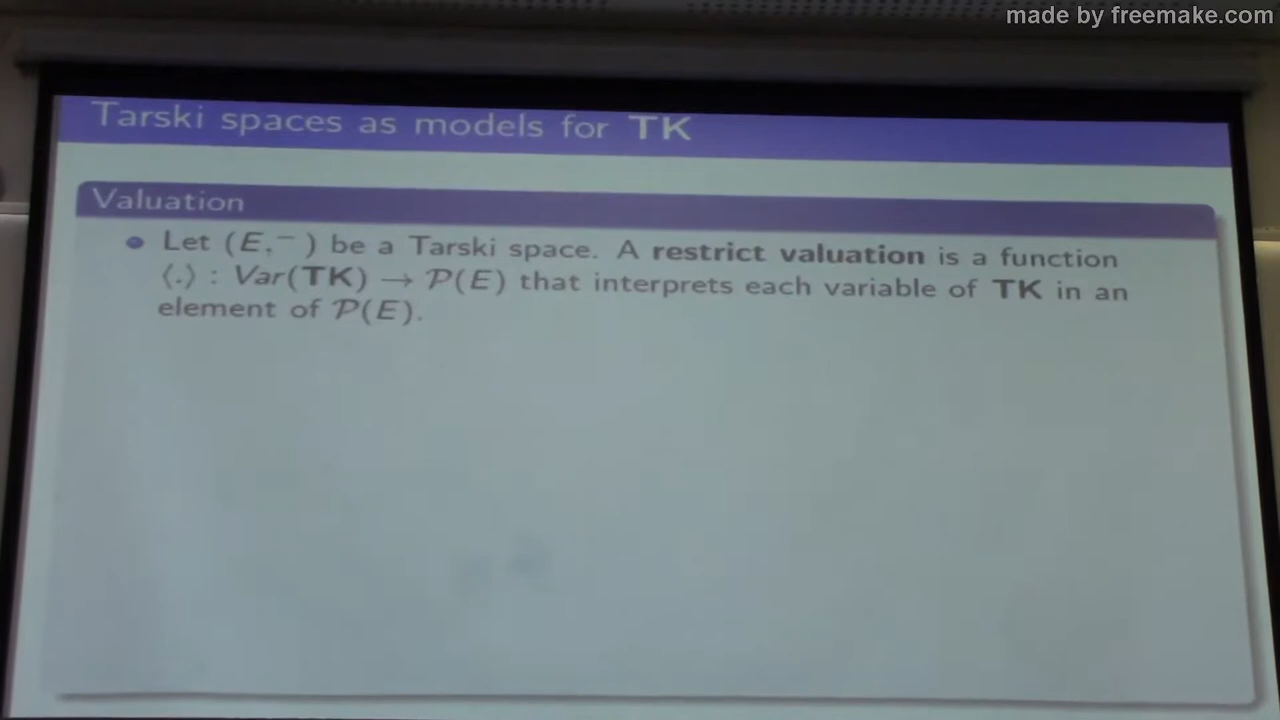 made by freemake.com
Tarski spaces as models for TK
Valuation
Let (E,⁻ ) be a Tarski space. A restrict valuation is a function
⟨.⟩ : Var(TK) → 𝒫(E) that interprets each variable of TK in an
element of 𝒫(E).